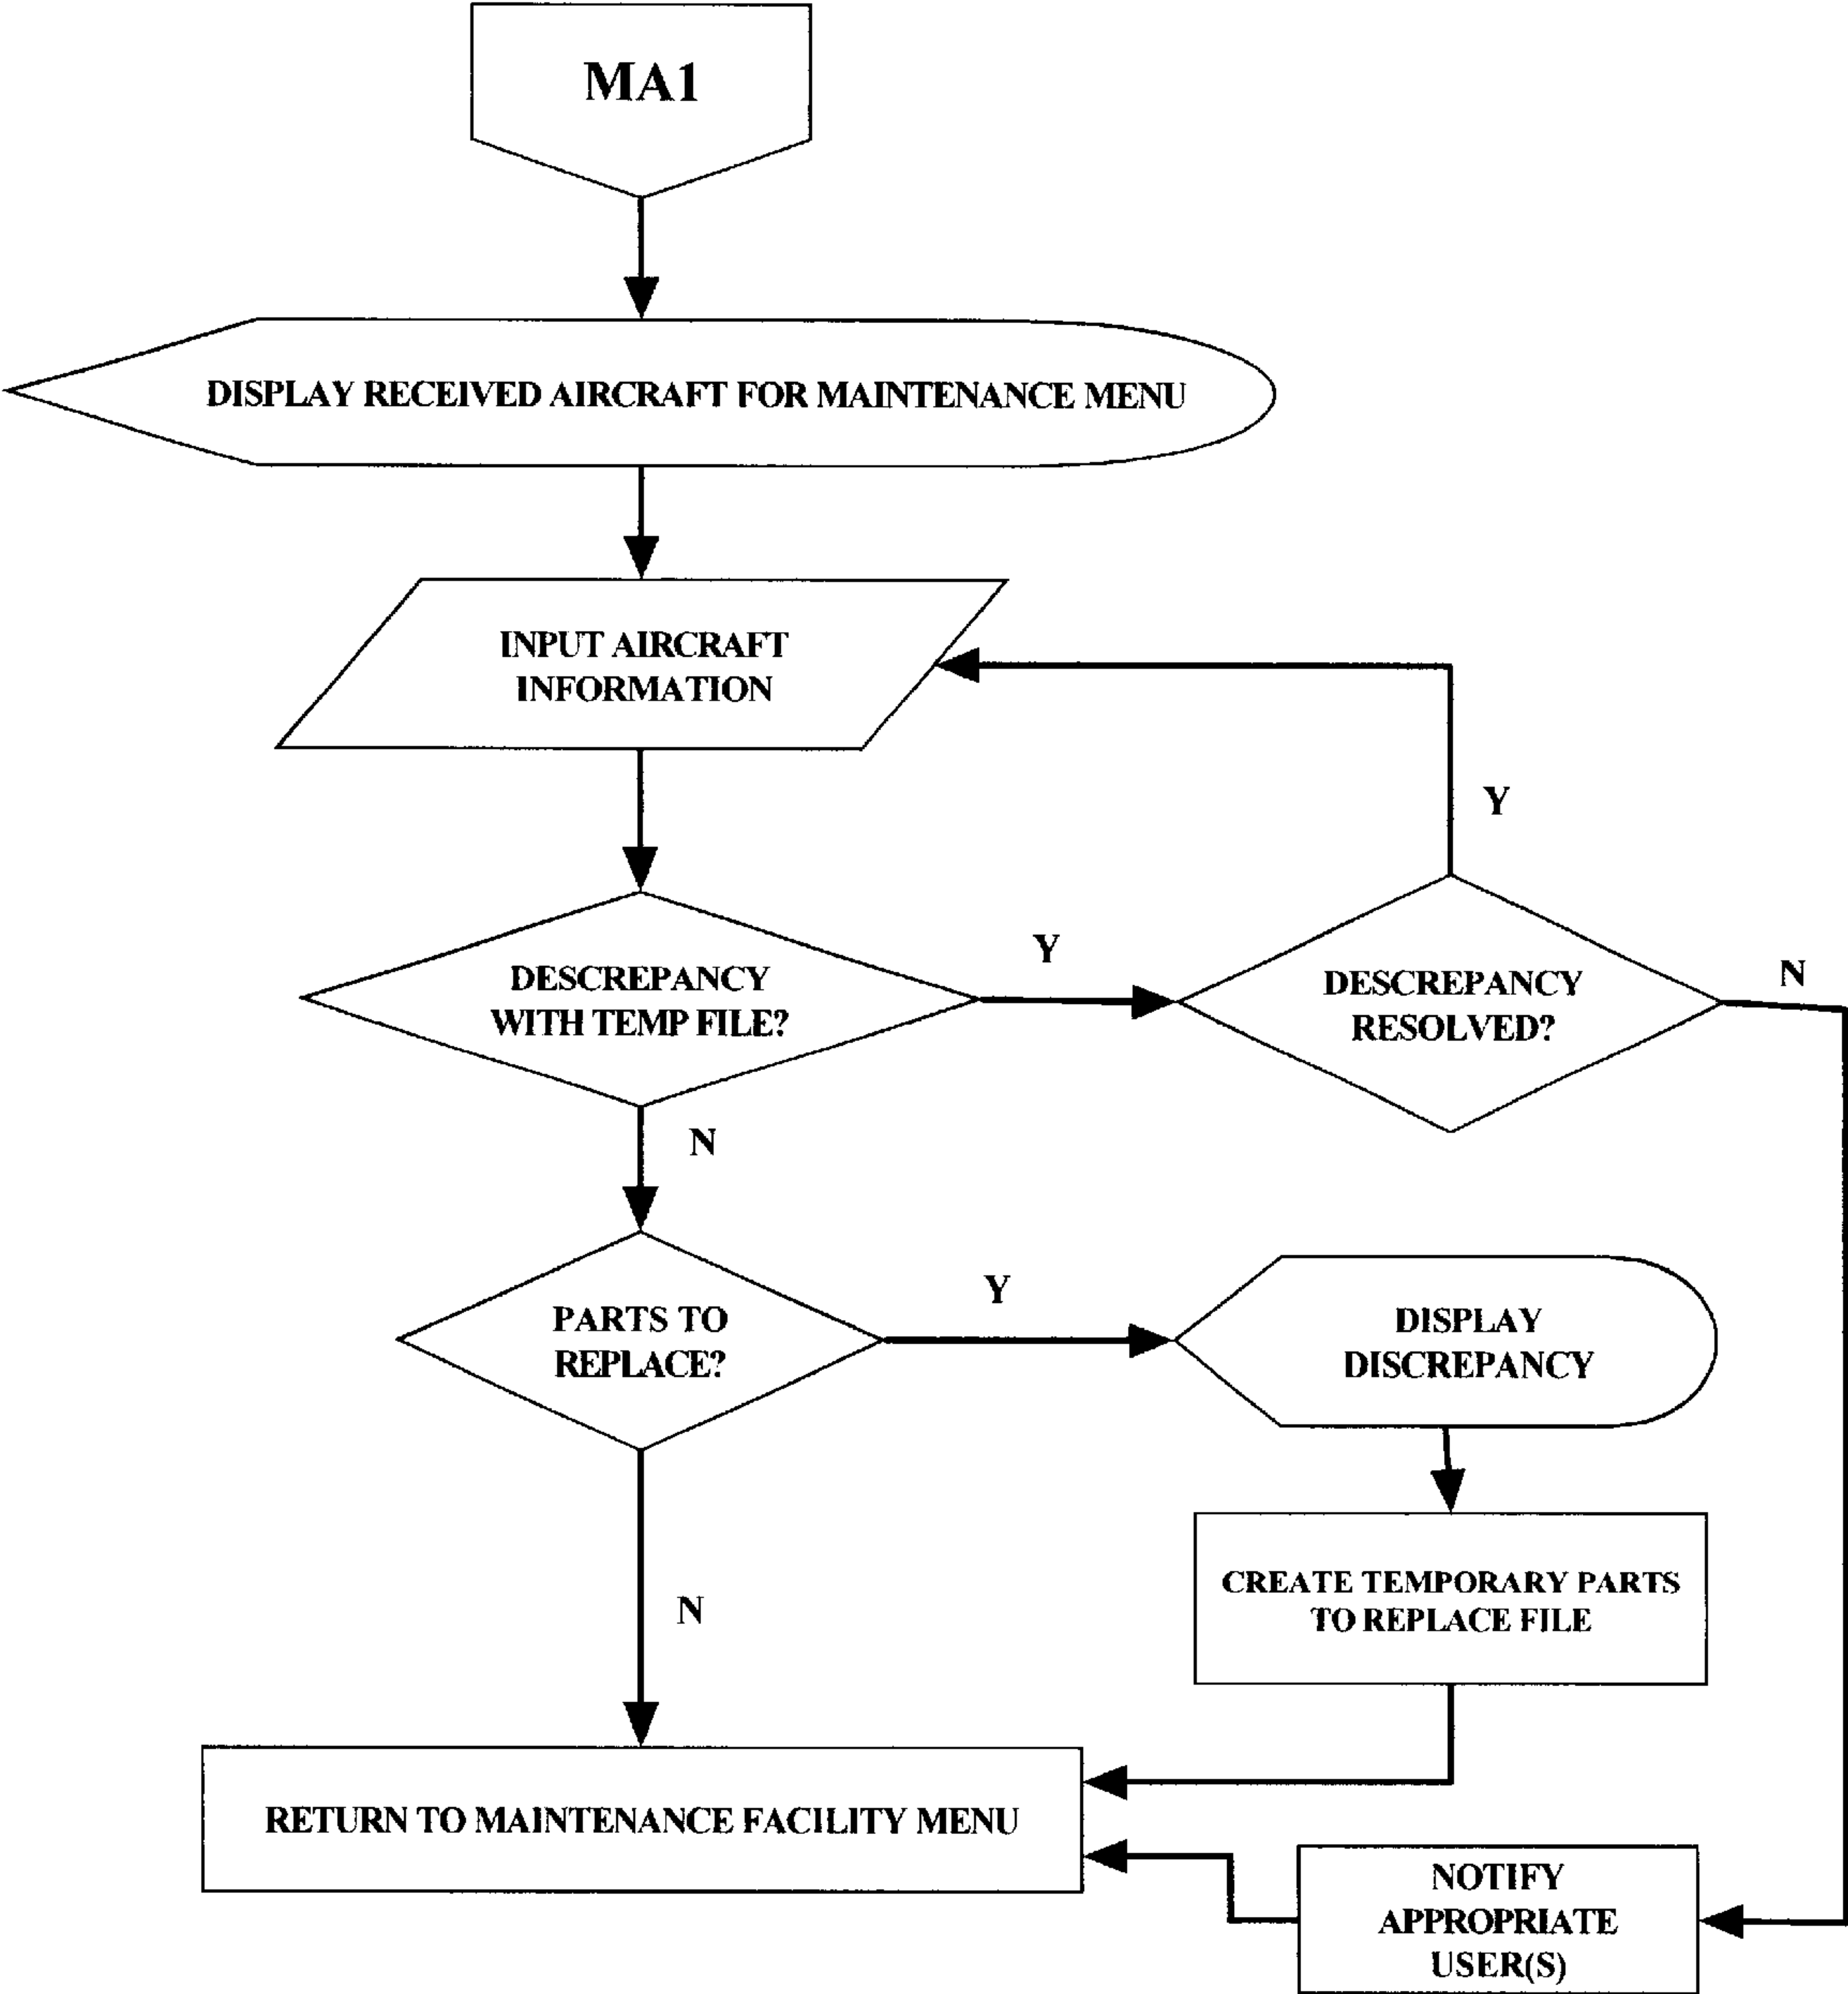 MA1
DISPLAY RECEIVED AIRCRAFT FOR MAINTENANCE MENU
INPUT AIRCRAFT
INFORMATION
Y
DESCREPANCY
WITH TEMP FILE?
Y
DESCREPANCY
RESOLVED?
N
N
PARTS TO
REPLACE?
Y
DISPLAY
DISCREPANCY
N
CREATE TEMPORARY PARTS
TO REPLACE FILE
RETURN TO MAINTENANCE FACILITY MENU
NOTIFY
APPROPRIATE
USER(S)